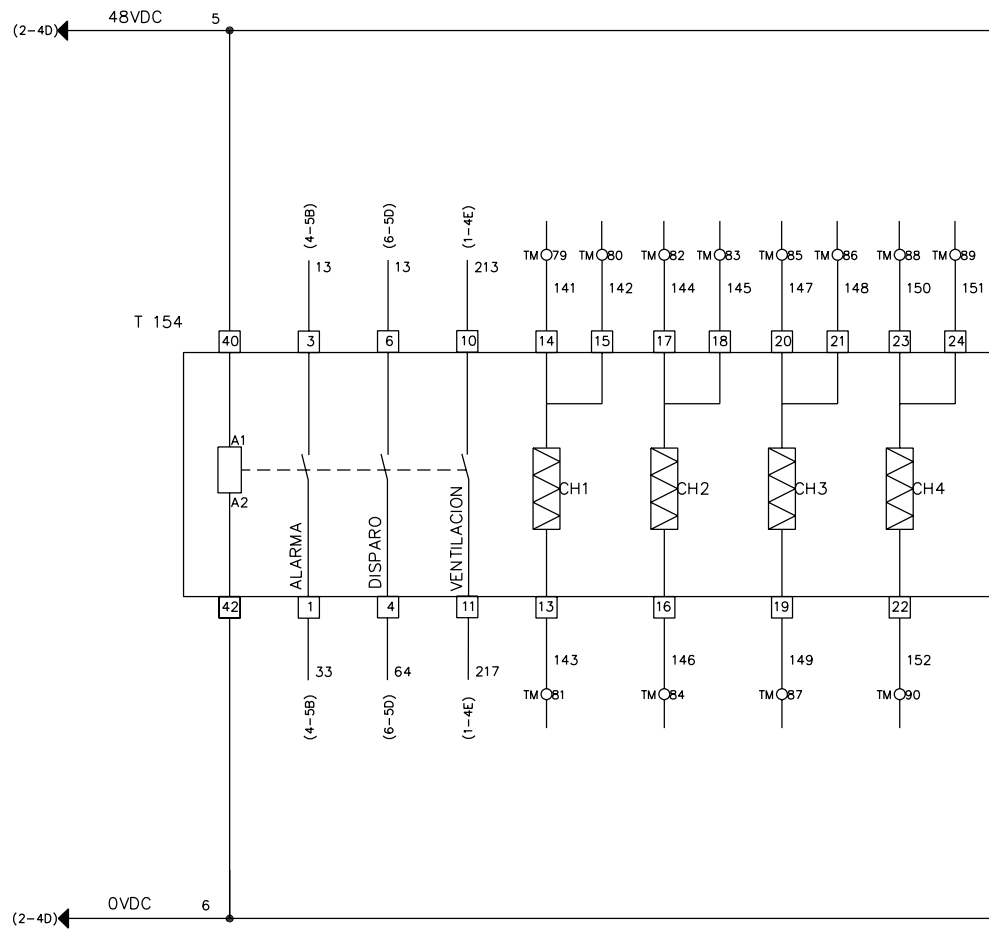 48VDC 5
(2-4D)
(4-5B) (6-5D) (1-4E)
TM 79 TM 80 TM 82 TM 83 TM 85 TM 86 TM 88 TM 89
13 13 213
141 142 144 145 147 148 150 151
T 154
40 3 6 10 14 15 17 18 20 21 23 24
A1
A2
ALARMA
DISPARO
VENTILACION
CH1 CH2 CH3 CH4
42 1 4 11 13 16 19 22
33 64 217 143 146 149 152
TM 81 TM 84 TM 87 TM 90
(4-5B) (6-5D) (1-4E)
0VDC 6
(2-4D)